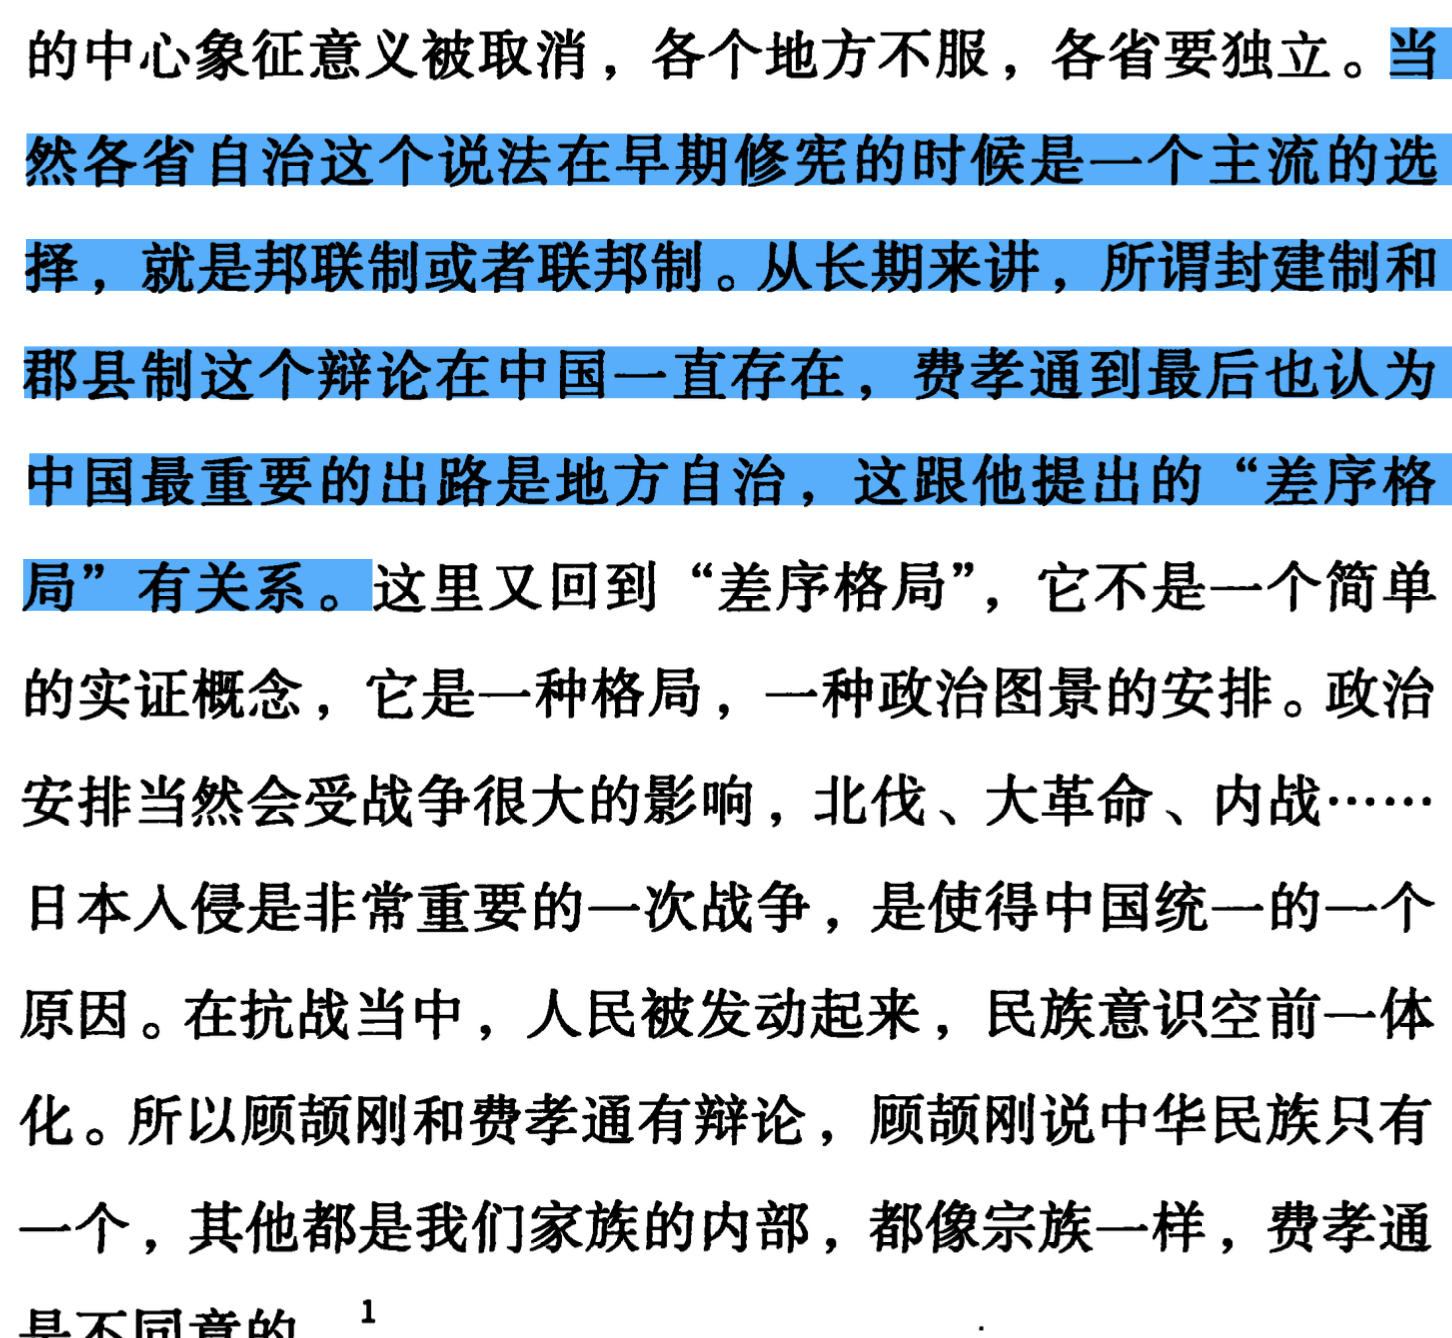 的中心象征意义被取消，各个地方不服，各省要独立。当
然各省自治这个说法在早期修宪的时候是一个主流的选
择，就是邦联制或者联邦制。从长期来讲，所谓封建制和
郡县制这个辩论在中国一直存在，费孝通到最后也认为
中国最重要的出路是地方自治，这跟他提出的“差序格
局”有关系。这里又回到“差序格局”，它不是一个简单
的实证概念，它是一种格局，一种政治图景的安排。政治
安排当然会受战争很大的影响，北伐、大革命、内战……
日本入侵是非常重要的一次战争，是使得中国统一的一个
原因。在抗战当中，人民被发动起来，民族意识空前一体
化。所以顾颉刚和费孝通有辩论，顾颉刚说中华民族只有
一个，其他都是我们家族的内部，都像宗族一样，费孝通
是不同意的。1